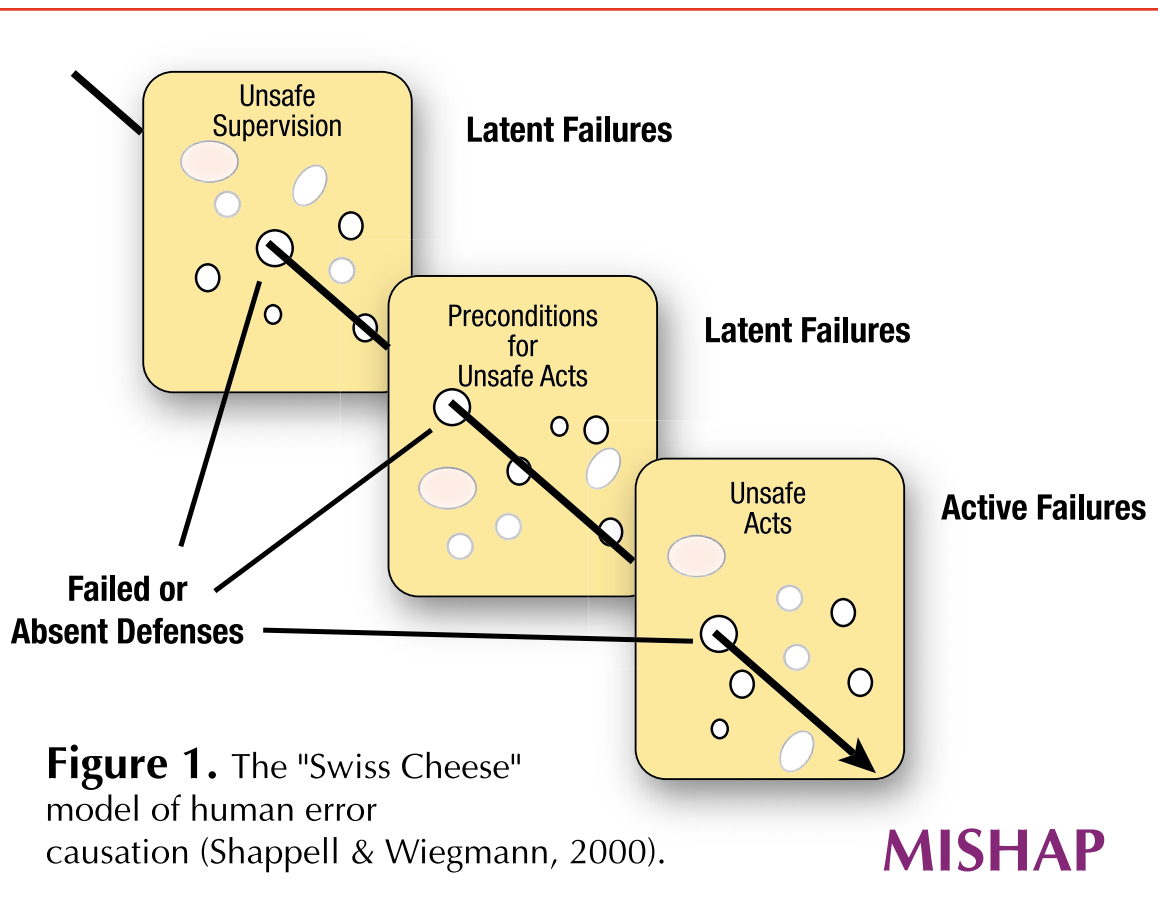 Unsafe
Supervision
Latent Failures
Preconditions
for
Unsafe Acts
Latent Failures
Unsafe
Acts
Active Failures
Failed or
Absent Defenses
Figure 1. The "Swiss Cheese"
model of human error
causation (Shappell & Wiegmann, 2000).
MISHAP